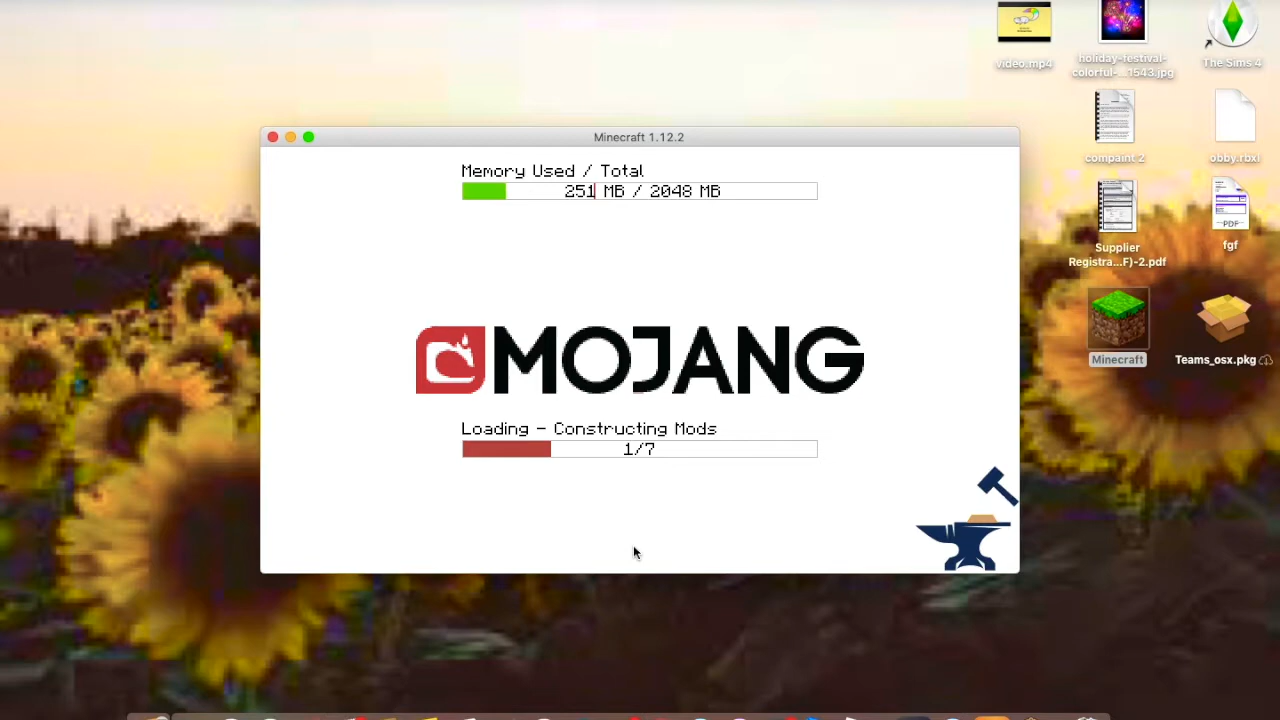 Minecraft 1.12.2
Memory Used / Total
251 MB / 2048 MB
MOJANG
Loading - Constructing Mods
1/7
video.mp4
holiday-festival-
colorful-...1543.jpg
The Sims 4
compaint 2
obby.rbxl
PDF
Supplier
Registra...F)-2.pdf
fgf
Minecraft
Teams_osx.pkg